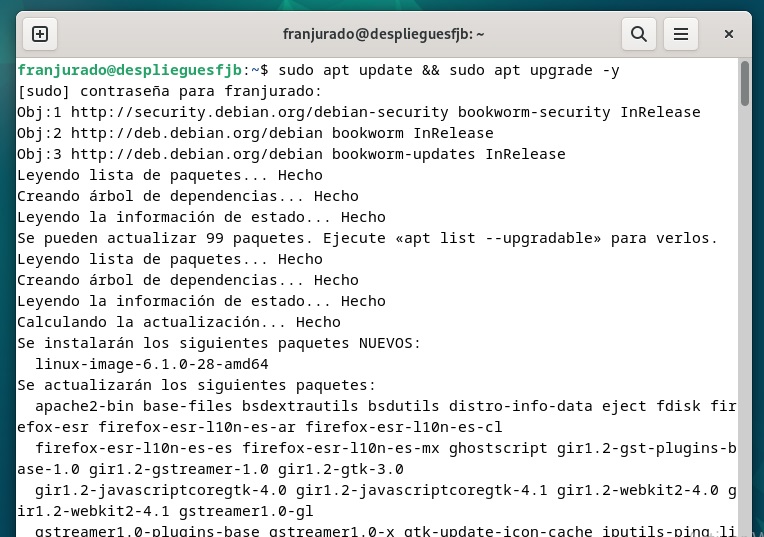 franjurado@desplieguesfjb: ~
franjurado@desplieguesfjb:~$ sudo apt update && sudo apt upgrade -y
[sudo] contraseña para franjurado:
Obj:1 http://security.debian.org/debian-security bookworm-security InRelease
Obj:2 http://deb.debian.org/debian bookworm InRelease
Obj:3 http://deb.debian.org/debian bookworm-updates InRelease
Leyendo lista de paquetes... Hecho
Creando árbol de dependencias... Hecho
Leyendo la información de estado... Hecho
Se pueden actualizar 99 paquetes. Ejecute «apt list --upgradable» para verlos.
Leyendo lista de paquetes... Hecho
Creando árbol de dependencias... Hecho
Leyendo la información de estado... Hecho
Calculando la actualización... Hecho
Se instalarán los siguientes paquetes NUEVOS:
  linux-image-6.1.0-28-amd64
Se actualizarán los siguientes paquetes:
  apache2-bin base-files bsdextrautils bsdutils distro-info-data eject fdisk fir
efox-esr firefox-esr-l10n-es-ar firefox-esr-l10n-es-cl
  firefox-esr-l10n-es-es firefox-esr-l10n-es-mx ghostscript gir1.2-gst-plugins-b
ase-1.0 gir1.2-gstreamer-1.0 gir1.2-gtk-3.0
  gir1.2-javascriptcoregtk-4.0 gir1.2-javascriptcoregtk-4.1 gir1.2-webkit2-4.0 g
ir1.2-webkit2-4.1 gstreamer1.0-gl
  gstreamer1.0-plugins-base gstreamer1.0-x gtk-update-icon-cache iputils-ping li